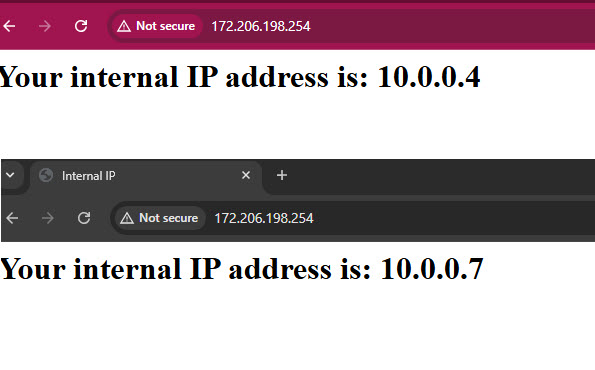 Not secure 172.206.198.254
Your internal IP address is: 10.0.0.4
Internal IP
Not secure 172.206.198.254
Your internal IP address is: 10.0.0.7